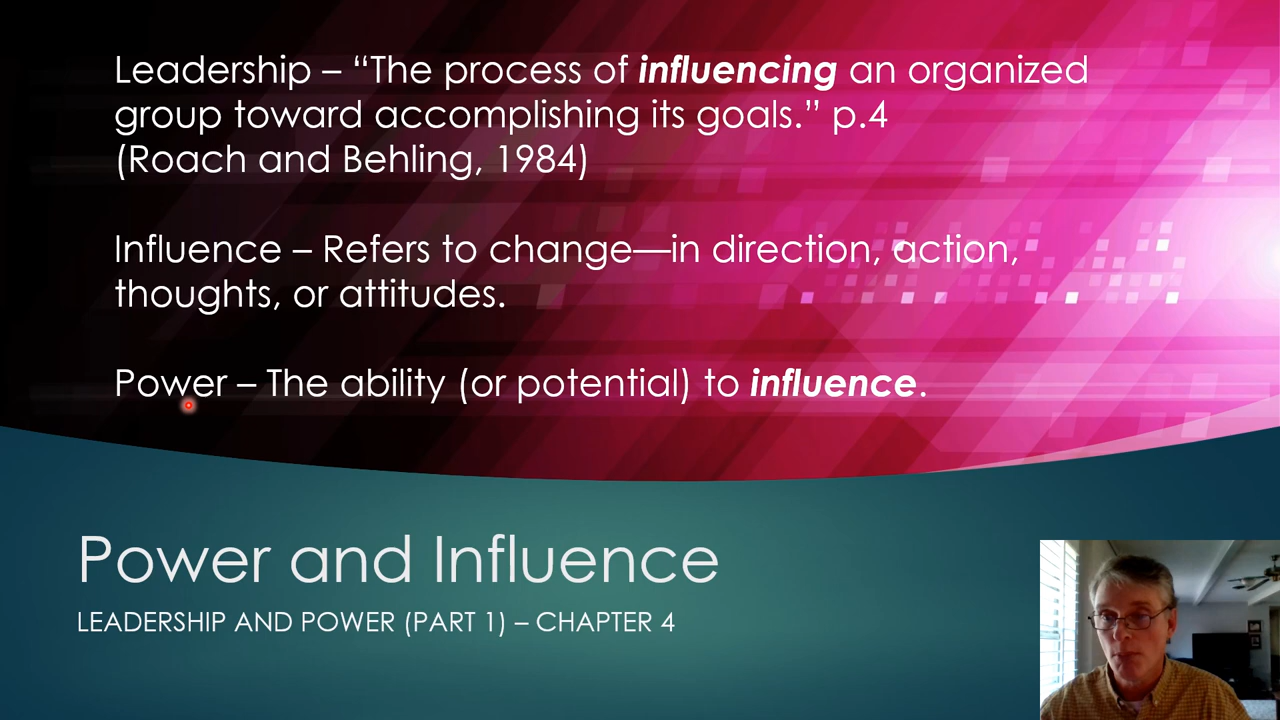 Leadership – “The process of influencing an organized
group toward accomplishing its goals.” p.4
(Roach and Behling, 1984)
Influence – Refers to change—in direction, action,
thoughts, or attitudes.
Power – The ability (or potential) to influence.
Power and Influence
LEADERSHIP AND POWER (PART 1) – CHAPTER 4